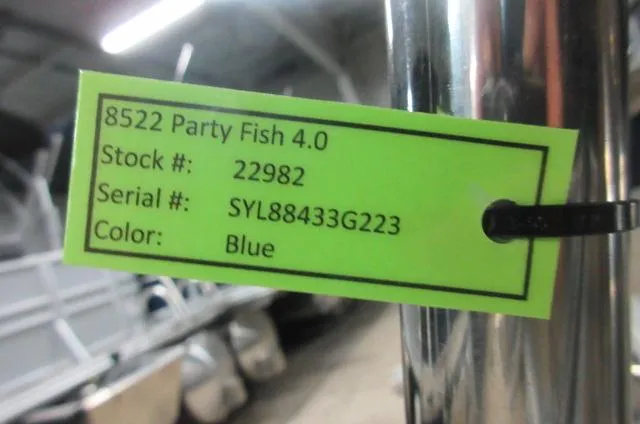 8522 Party Fish 4.0
Stock #: 22982
Serial #: SYL88433G223
Color: Blue